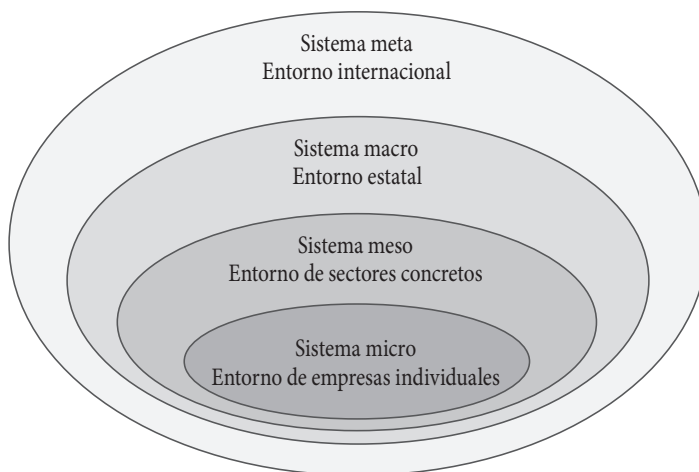 Sistema meta
Entorno internacional
Sistema macro
Entorno estatal
Sistema meso
Entorno de sectores concretos
Sistema micro
Entorno de empresas individuales